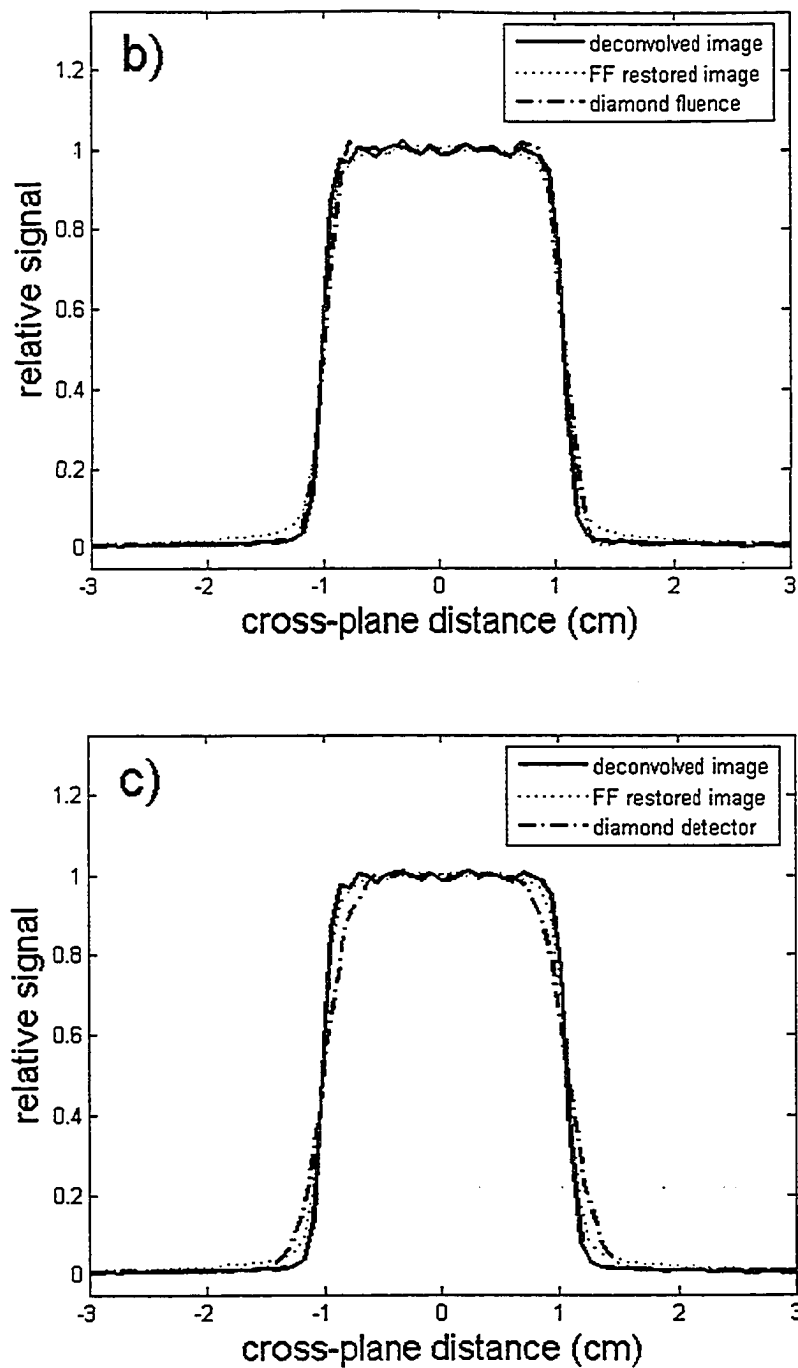 b)
deconvolved image
FF restored image
diamond fluence
relative signal
1.2
1
0.8
0.6
0.4
0.2
0
-3 -2 -1 0 1 2 3
cross-plane distance (cm)
c)
deconvolved image
FF restored image
diamond detector
relative signal
1.2
1
0.8
0.6
0.4
0.2
0
-3 -2 -1 0 1 2 3
cross-plane distance (cm)